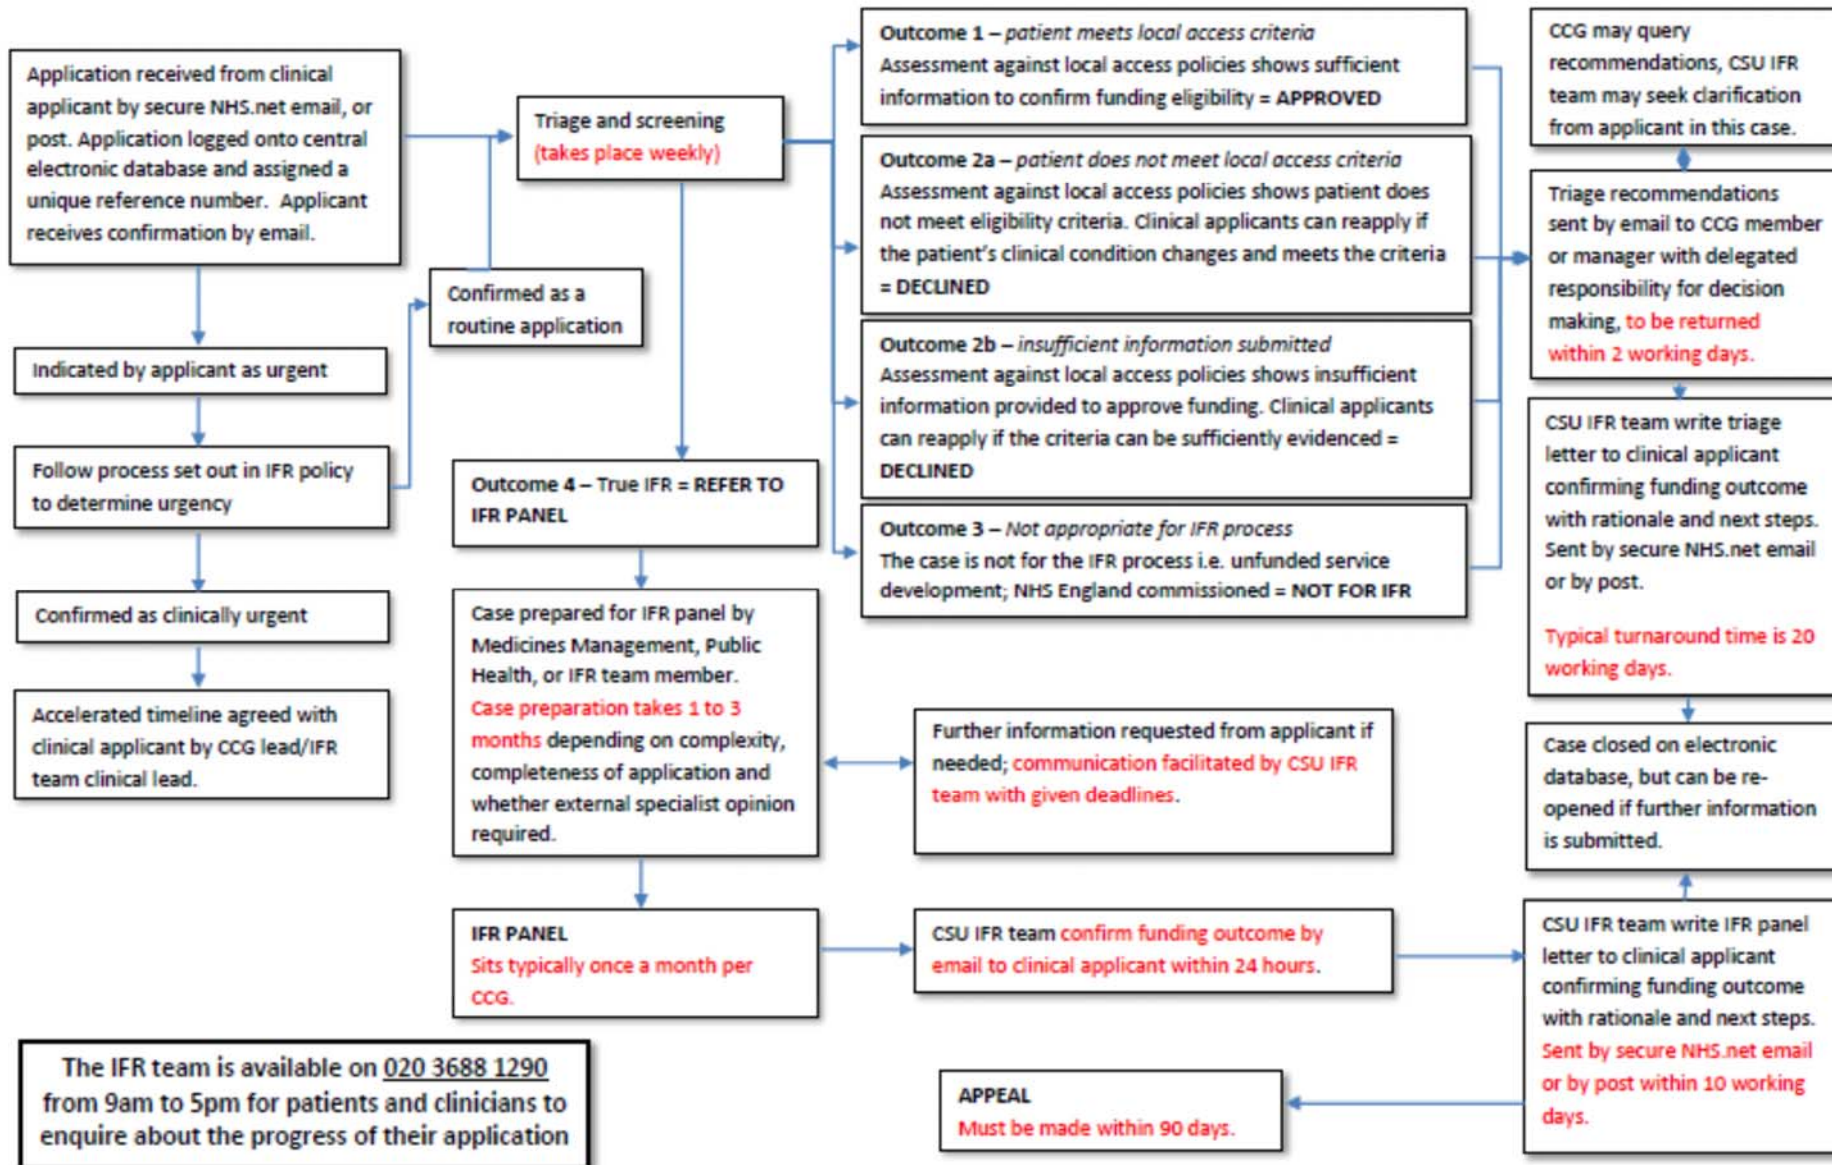 Application received from clinical
applicant by secure NHS.net email, or
post. Application logged onto central
electronic database and assigned a
unique reference number.  Applicant
receives confirmation by email.
Indicated by applicant as urgent
Follow process set out in IFR policy
to determine urgency
Confirmed as clinically urgent
Accelerated timeline agreed with
clinical applicant by CCG lead/IFR
team clinical lead.
Confirmed as a
routine application
Triage and screening
(takes place weekly)
Outcome 1 – patient meets local access criteria
Assessment against local access policies shows sufficient
information to confirm funding eligibility = APPROVED
Outcome 2a – patient does not meet local access criteria
Assessment against local access policies shows patient does
not meet eligibility criteria. Clinical applicants can reapply if
the patient's clinical condition changes and meets the criteria
= DECLINED
Outcome 2b – insufficient information submitted
Assessment against local access policies shows insufficient
information provided to approve funding. Clinical applicants
can reapply if the criteria can be sufficiently evidenced =
DECLINED
Outcome 3 – Not appropriate for IFR process
The case is not for the IFR process i.e. unfunded service
development; NHS England commissioned = NOT FOR IFR
CCG may query
recommendations, CSU IFR
team may seek clarification
from applicant in this case.
Triage recommendations
sent by email to CCG member
or manager with delegated
responsibility for decision
making, to be returned
within 2 working days.
CSU IFR team write triage
letter to clinical applicant
confirming funding outcome
with rationale and next steps.
Sent by secure NHS.net email
or by post.
Typical turnaround time is 20
working days.
Case closed on electronic
database, but can be re-
opened if further information
is submitted.
Outcome 4 – True IFR = REFER TO
IFR PANEL
Case prepared for IFR panel by
Medicines Management, Public
Health, or IFR team member.
Case preparation takes 1 to 3
months depending on complexity,
completeness of application and
whether external specialist opinion
required.
Further information requested from applicant if
needed; communication facilitated by CSU IFR
team with given deadlines.
IFR PANEL
Sits typically once a month per
CCG.
CSU IFR team confirm funding outcome by
email to clinical applicant within 24 hours.
CSU IFR team write IFR panel
letter to clinical applicant
confirming funding outcome
with rationale and next steps.
Sent by secure NHS.net email
or by post within 10 working
days.
APPEAL
Must be made within 90 days.
The IFR team is available on 020 3688 1290
from 9am to 5pm for patients and clinicians to
enquire about the progress of their application